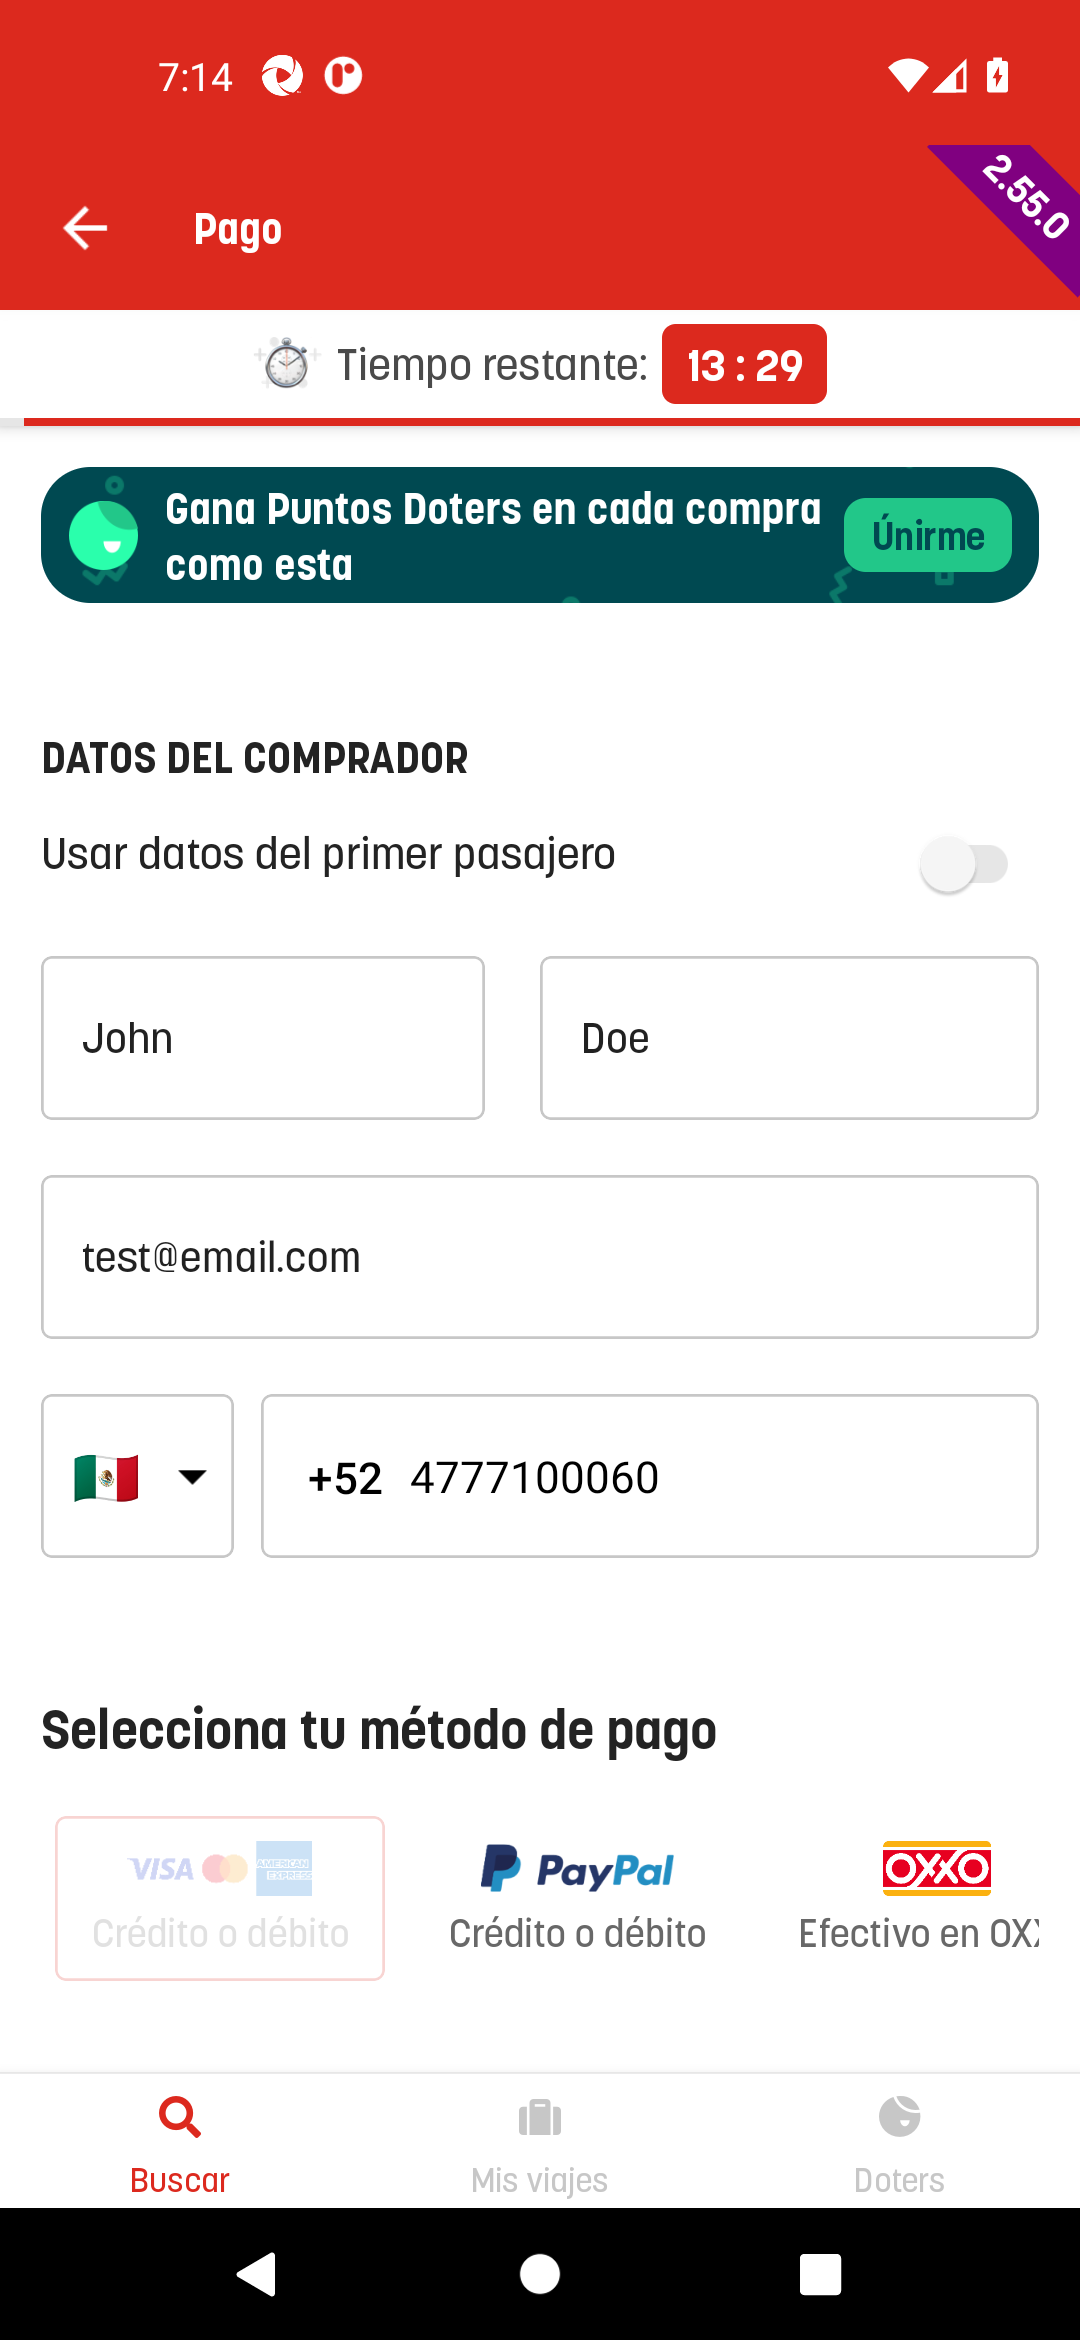 7:14
2.55.0
Pago
Tiempo restante: 13 : 29
Gana Puntos Doters en cada compra
como esta
Únirme
DATOS DEL COMPRADOR
Usar datos del primer pasajero
John Doe
test@email.com
+52 4777100060
Selecciona tu método de pago
VISA AMERICAN EXPRESS PayPal OXXO
Crédito o débito Crédito o débito Efectivo en OXX
Buscar Mis viajes Doters